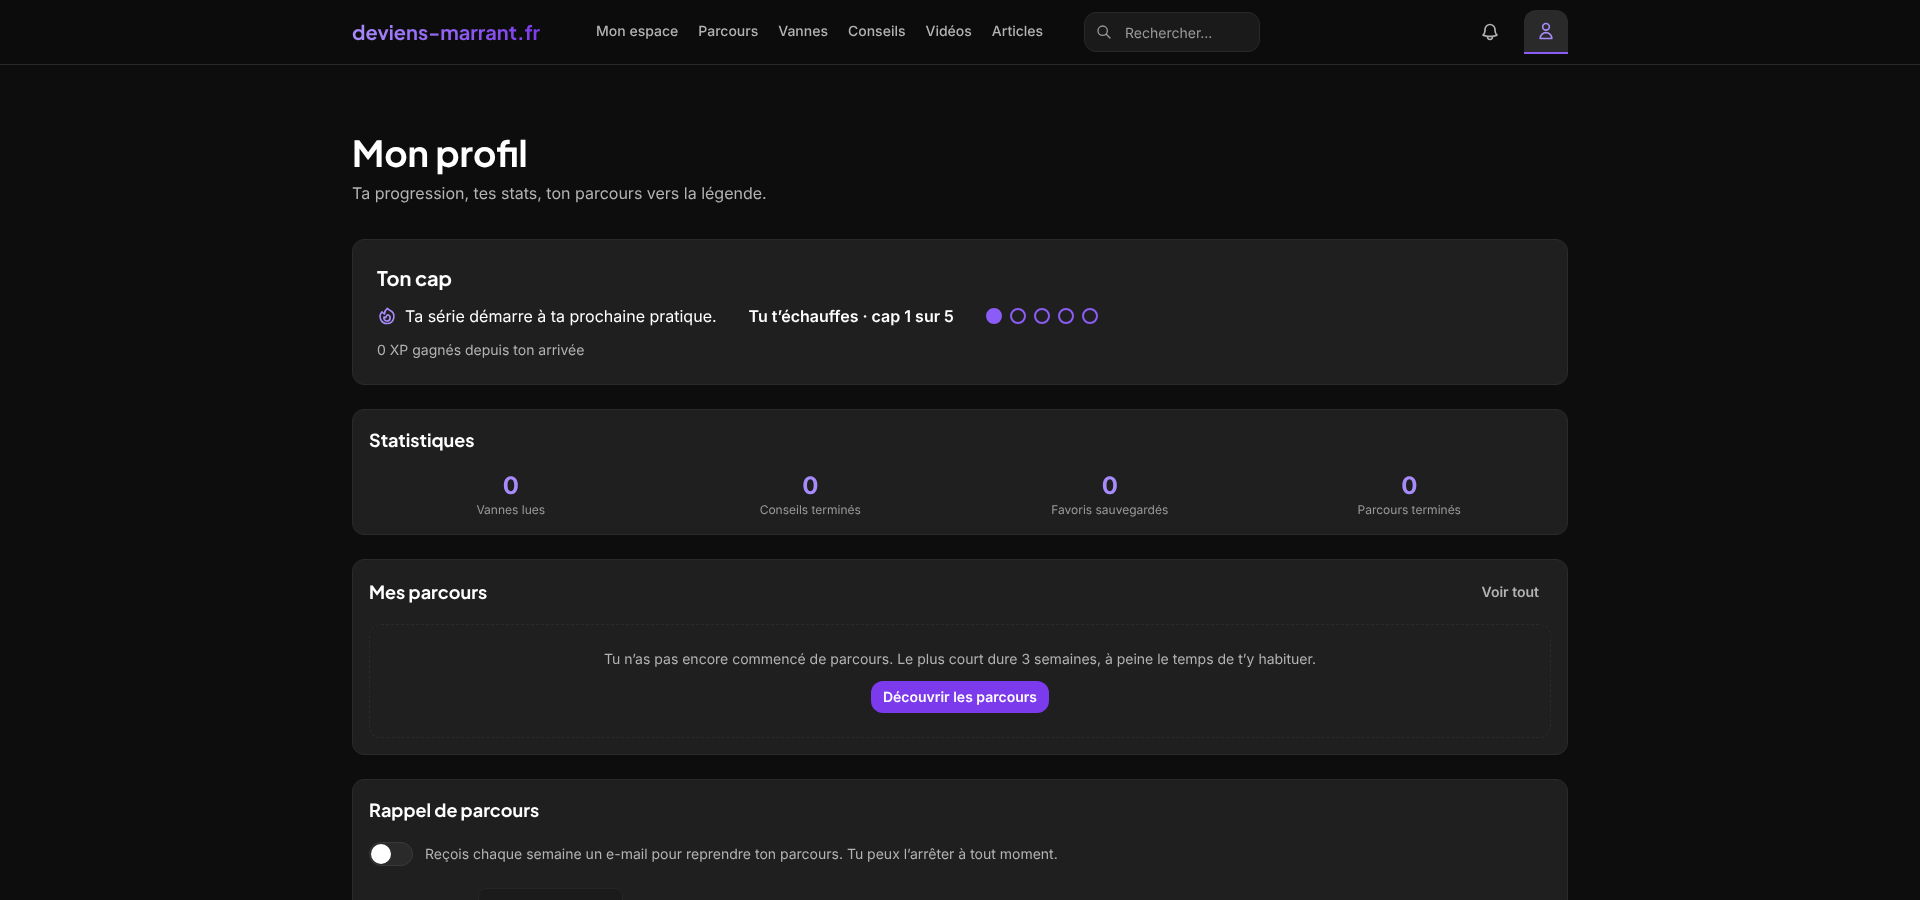 deviens-marrant.fr
Mon espace
Parcours
Vannes
Conseils
Vidéos
Articles
Rechercher...
Mon profil
Ta progression, tes stats, ton parcours vers la légende.
Ton cap
Ta série démarre à ta prochaine pratique.
Tu t’échauffes · cap 1 sur 5
0 XP gagnés depuis ton arrivée
Statistiques
0
Vannes lues
0
Conseils terminés
0
Favoris sauvegardés
0
Parcours terminés
Mes parcours
Voir tout
Tu n’as pas encore commencé de parcours. Le plus court dure 3 semaines, à peine le temps de t’y habituer.
Découvrir les parcours
Rappel de parcours
Reçois chaque semaine un e-mail pour reprendre ton parcours. Tu peux l’arrêter à tout moment.